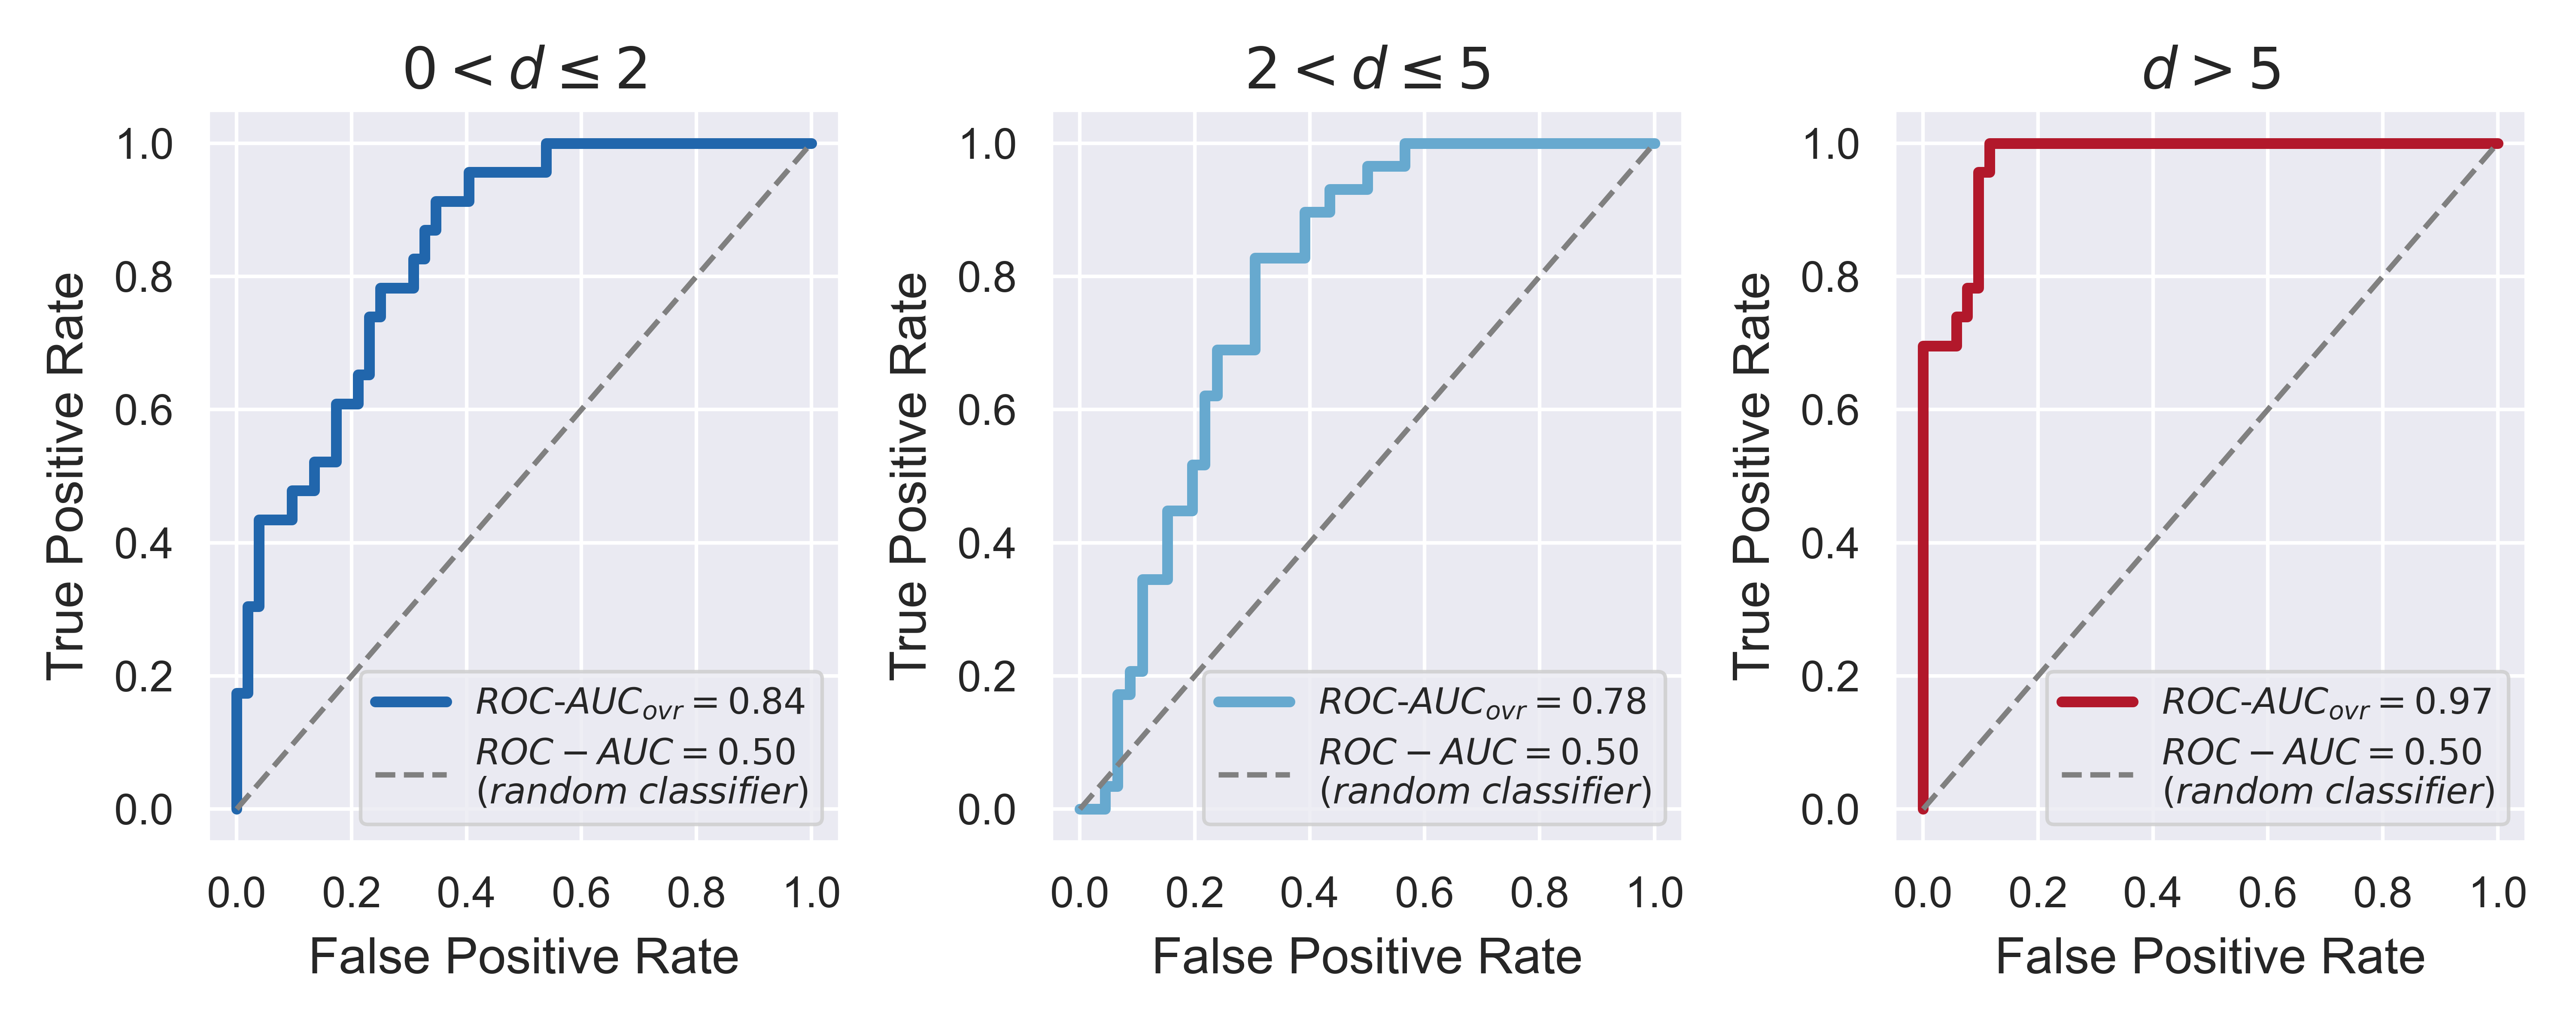 0 < d ≤ 2
1.0
0.8
0.6
0.4
0.2
0.0
True Positive Rate
ROC-AUC_ovr = 0.84
ROC − AUC = 0.50
(random classifier)
0.0 0.2 0.4 0.6 0.8 1.0
False Positive Rate
2 < d ≤ 5
1.0
0.8
0.6
0.4
0.2
0.0
True Positive Rate
ROC-AUC_ovr = 0.78
ROC − AUC = 0.50
(random classifier)
0.0 0.2 0.4 0.6 0.8 1.0
False Positive Rate
d > 5
1.0
0.8
0.6
0.4
0.2
0.0
True Positive Rate
ROC-AUC_ovr = 0.97
ROC − AUC = 0.50
(random classifier)
0.0 0.2 0.4 0.6 0.8 1.0
False Positive Rate